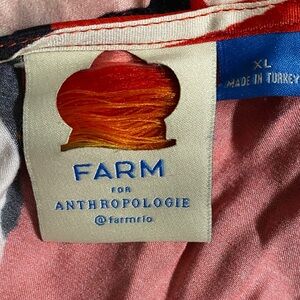 FARM
FOR
ANTHROPOLOGIE
@farmrio
XL
MADE IN TURKEY